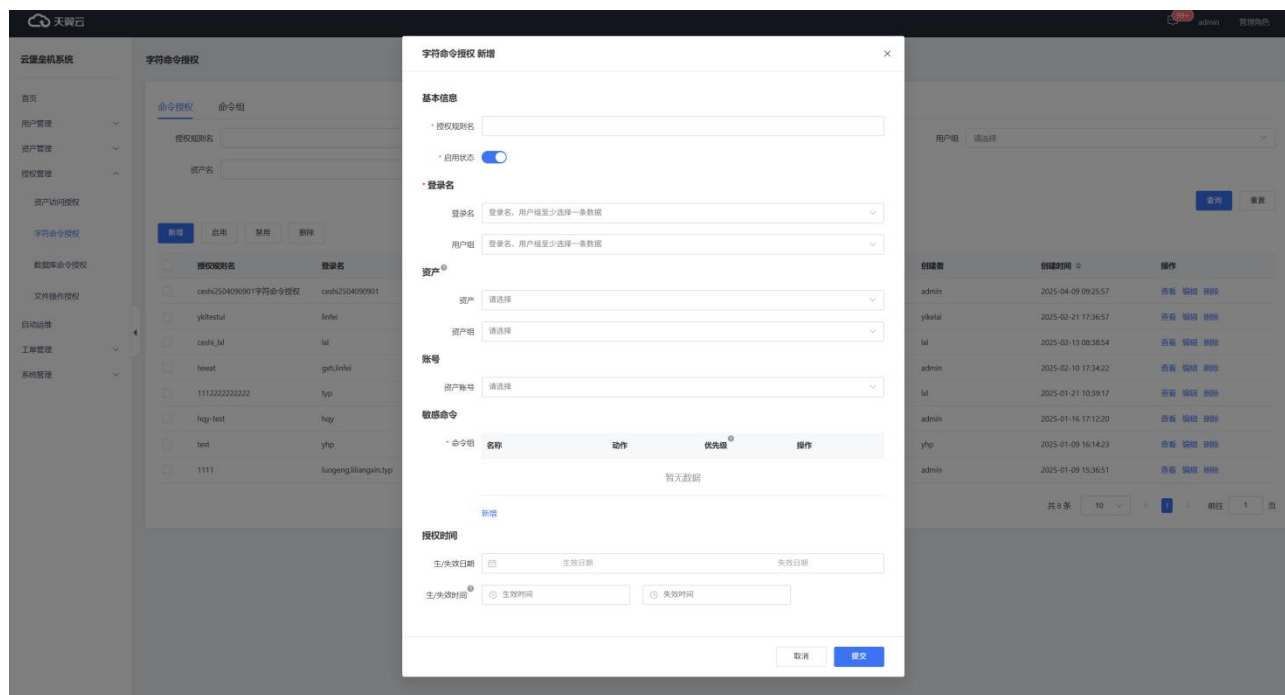 天翼云
99+ admin 管理角色
云堡垒机系统
首页
用户管理
资产管理
授权管理
资产访问授权
字符命令授权
数据库命令授权
文件操作授权
自动运维
工单管理
系统管理
字符命令授权
命令授权 命令组
授权规则名
资产名
用户组 请选择
查询 重置
新增 启用 禁用 删除
授权规则名 登录名 创建者 创建时间 操作
ceshi2504090901字符命令授权 ceshi2504090901 admin 2025-04-09 09:25:57 查看 编辑 删除
ykltestui linfei yikelai 2025-02-21 17:36:57 查看 编辑 删除
ceshi_lxl lxl lxl 2025-02-13 08:38:54 查看 编辑 删除
tewat gxh,linfei admin 2025-02-10 17:34:22 查看 编辑 删除
1112222222222 typ lxl 2025-01-21 10:39:17 查看 编辑 删除
hqy-test hqy admin 2025-01-16 17:12:20 查看 编辑 删除
test yhp yhp 2025-01-09 16:14:23 查看 编辑 删除
1111 luogeng,liliangxin,typ admin 2025-01-09 15:36:51 查看 编辑 删除
共 8 条 10 1 前往 1 页
字符命令授权 新增
基本信息
* 授权规则名
* 启用状态
* 登录名
登录名 登录名、用户组至少选择一条数据
用户组 登录名、用户组至少选择一条数据
资产
资产 请选择
资产组 请选择
账号
资产账号 请选择
敏感命令
* 命令组 名称 动作 优先级 操作
暂无数据
新增
授权时间
生/失效日期 生效日期 失效日期
生/失效时间 生效时间 失效时间
取消 提交